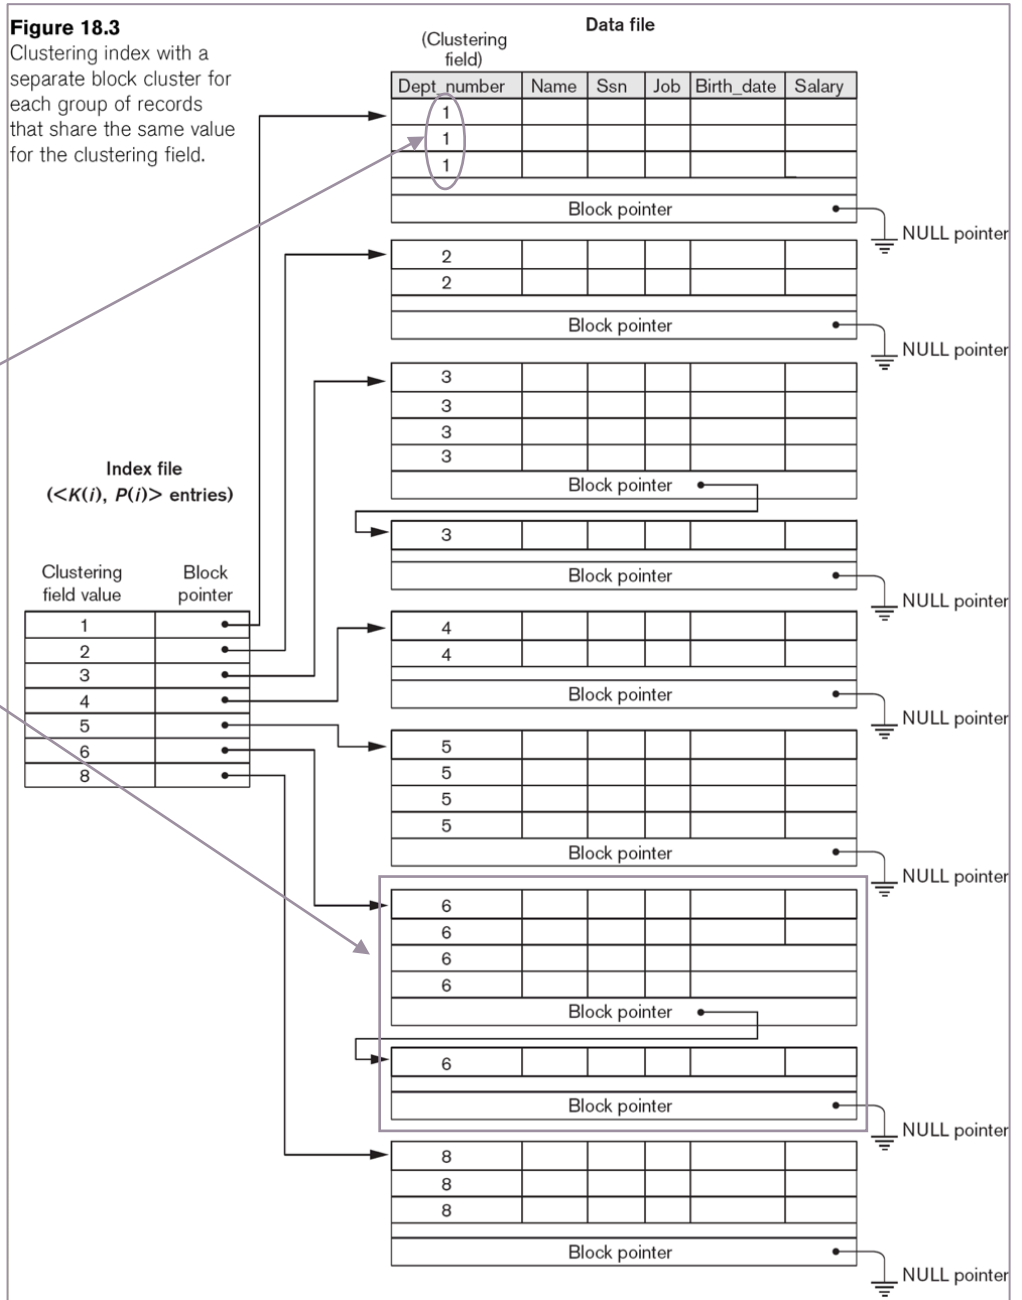 Figure 18.3
Clustering index with a
separate block cluster for
each group of records
that share the same value
for the clustering field.
Data file
(Clustering
field)
Dept_number Name Ssn Job Birth_date Salary
1
1
1
Block pointer
NULL pointer
2
2
Block pointer
NULL pointer
3
3
3
3
Block pointer
3
Block pointer
NULL pointer
4
4
Block pointer
NULL pointer
5
5
5
5
Block pointer
NULL pointer
6
6
6
6
Block pointer
6
Block pointer
NULL pointer
8
8
8
Block pointer
NULL pointer
Index file
(<K(i), P(i)> entries)
Clustering
field value
Block
pointer
1
2
3
4
5
6
8